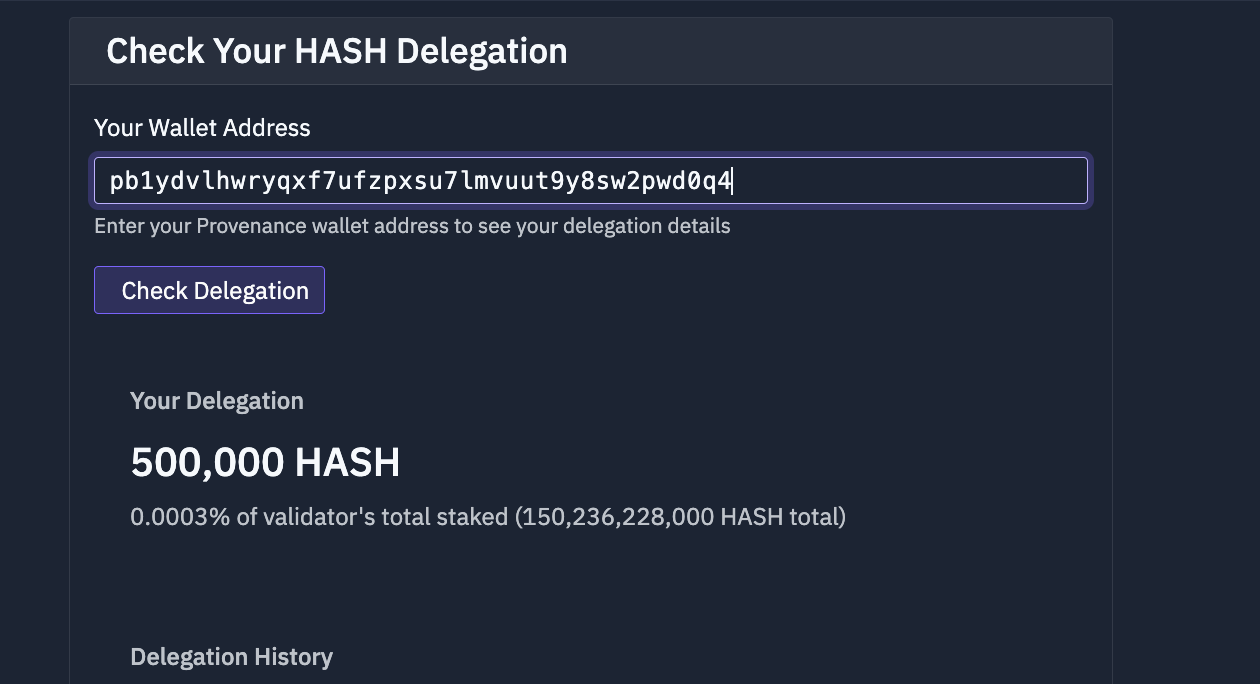 Check Your HASH Delegation
Your Wallet Address
pb1ydvlhwryqxf7ufzpxsu7lmvuut9y8sw2pwd0q4
Enter your Provenance wallet address to see your delegation details
Check Delegation
Your Delegation
500,000 HASH
0.0003% of validator's total staked (150,236,228,000 HASH total)
Delegation History